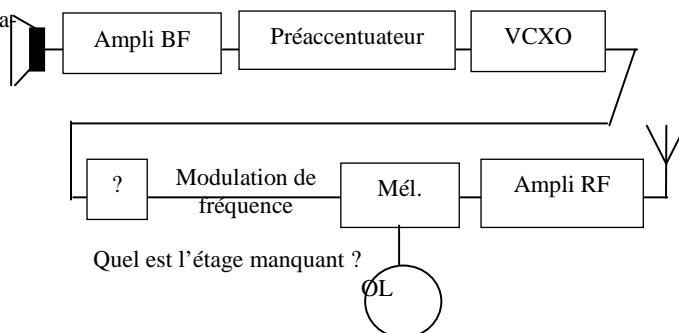 a-
Ampli BF
Préaccentuateur
VCXO
?
Modulation de
fréquence
Mél.
Ampli RF
Quel est l’étage manquant ?
OL